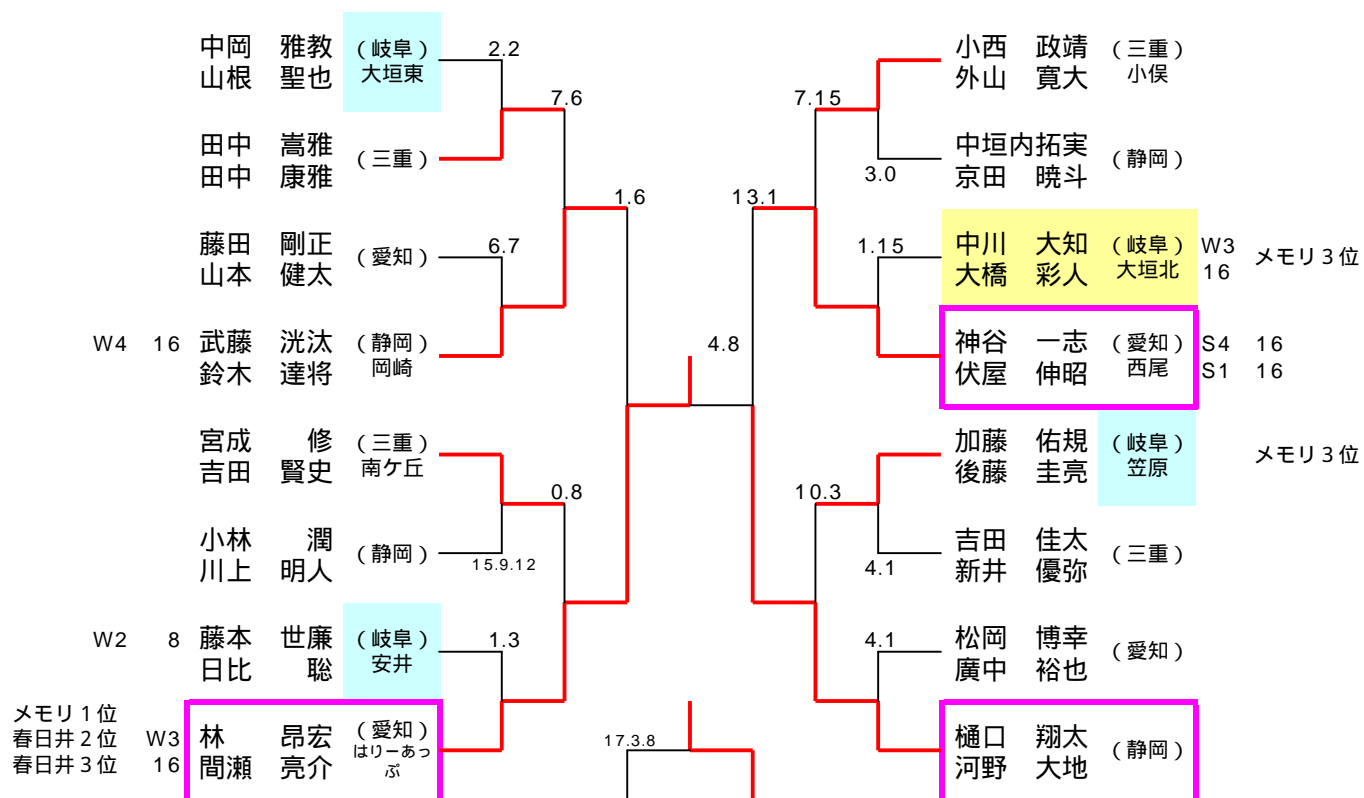 中岡　雅教 （岐阜） 2.2
山根　聖也 大垣東
7.6
田中　嵩雅 （三重）
田中　康雅
1.6
藤田　剛正 （愛知） 6.7
山本　健太
W4 16 武藤　洸汰 （静岡）
鈴木　達将 岡崎
宮成　修 （三重）
吉田　賢史 南ケ丘
0.8
小林　潤 （静岡）
川上　明人 15.9.12
W2 8 藤本　世廉 （岐阜） 1.3
日比　聡 安井
メモリ１位
春日井２位 W3 林　昂宏 （愛知）
春日井３位 16 間瀬　亮介 はりーあっ
ぷ
4.8
17.3.8
小西　政靖 （三重）
外山　寛大 小俣
7.15
中垣内拓実 （静岡）
京田　暁斗
3.0
13.1
1.15 中川　大知 （岐阜） W3 メモリ３位
大橋　彩人 大垣北 16
神谷　一志 （愛知） S4 16
伏屋　伸昭 西尾 S1 16
加藤　佑規 （岐阜） メモリ３位
後藤　圭亮 笠原
10.3
吉田　佳太 （三重）
新井　優弥
4.1
4.1 松岡　博幸 （愛知）
廣中　裕也
樋口　翔太 （静岡）
河野　大地